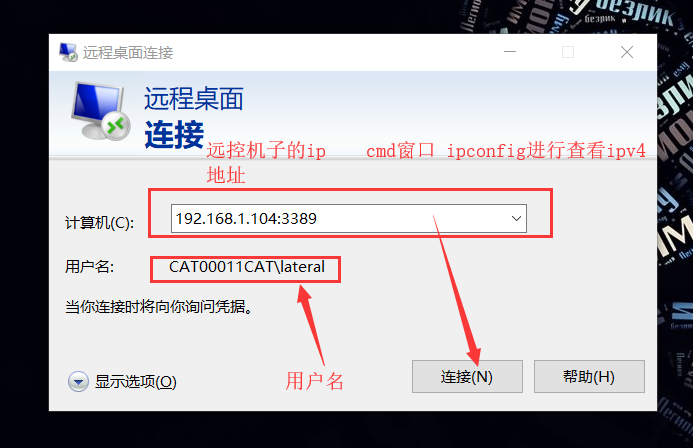 безрик
远程桌面连接
远程桌面
连接
远控机子的ip    cmd窗口 ipconfig进行查看ipv4
地址
计算机(C):
192.168.1.104:3389
用户名:
CAT00011CAT\lateral
当你连接时将向你询问凭据。
显示选项(O)
用户名
连接(N)
帮助(H)